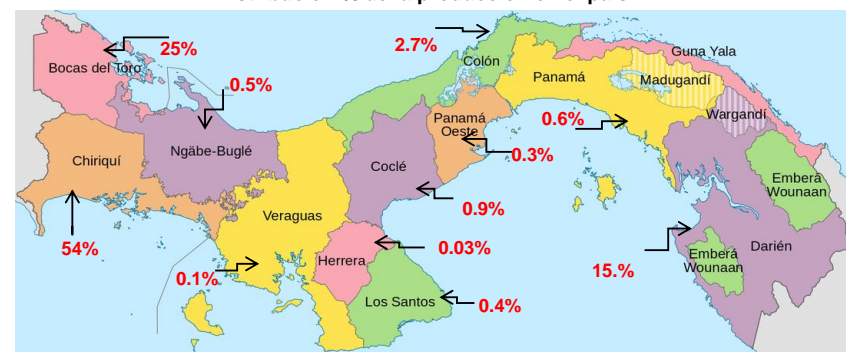 25%
Bocas del Toro
0.5%
Ngäbe-Buglé
Chiriquí
54%
Veraguas
0.1%
2.7%
Colón
Panamá
Oeste
0.3%
Coclé
0.9%
Herrera
0.03%
Los Santos
0.4%
Panamá
0.6%
Guna Yala
Madugandí
Wargandí
Emberá
Wounaan
Darién
15.%
Emberá
Wounaan